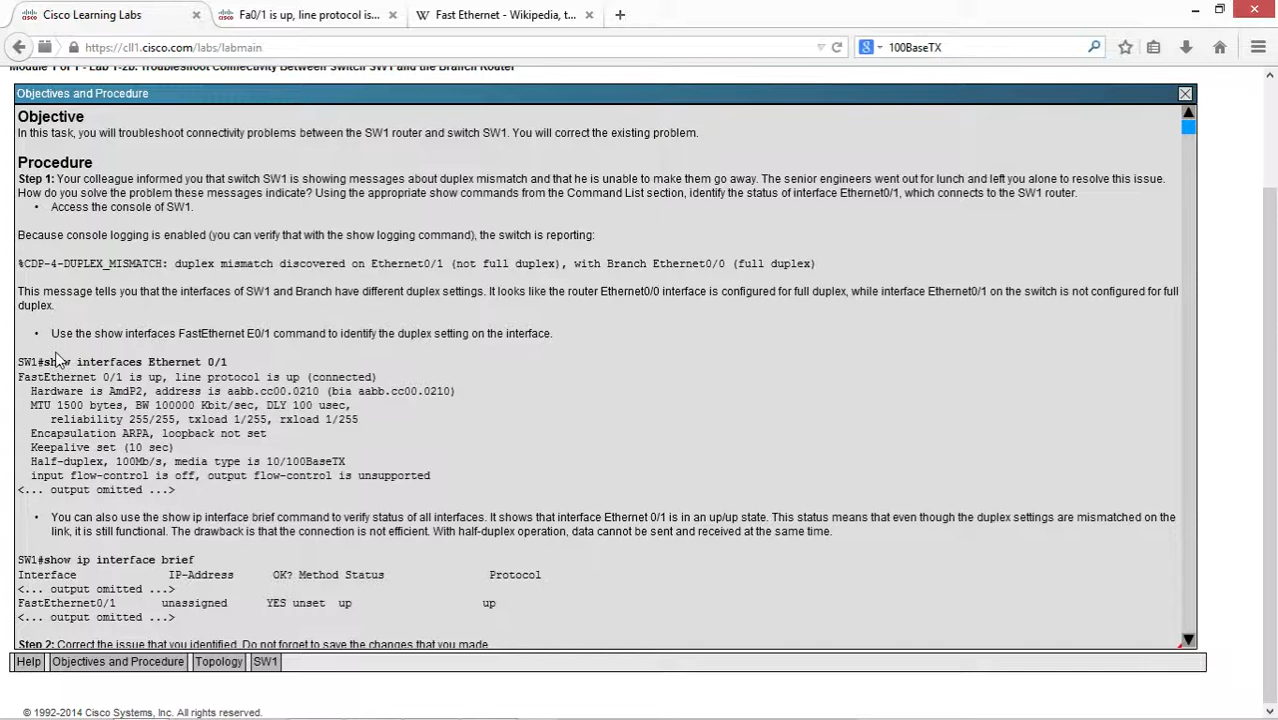 Cisco Learning Labs
Fa0/1 is up, line protocol is...
Fast Ethernet - Wikipedia, t...
https://cll1.cisco.com/labs/labmain
100BaseTX
Module 1 of 1 - Lab 1-2b: Troubleshoot Connectivity Between Switch SW1 and the Branch Router
Objectives and Procedure
Objective
In this task, you will troubleshoot connectivity problems between the SW1 router and switch SW1. You will correct the existing problem.
Procedure
Step 1: Your colleague informed you that switch SW1 is showing messages about duplex mismatch and that he is unable to make them go away. The senior engineers went out for lunch and left you alone to resolve this issue.
How do you solve the problem these messages indicate? Using the appropriate show commands from the Command List section, identify the status of interface Ethernet0/1, which connects to the SW1 router.
• Access the console of SW1.
Because console logging is enabled (you can verify that with the show logging command), the switch is reporting:
%CDP-4-DUPLEX_MISMATCH: duplex mismatch discovered on Ethernet0/1 (not full duplex), with Branch Ethernet0/0 (full duplex)
This message tells you that the interfaces of SW1 and Branch have different duplex settings. It looks like the router Ethernet0/0 interface is configured for full duplex, while interface Ethernet0/1 on the switch is not configured for full
duplex.
• Use the show interfaces FastEthernet E0/1 command to identify the duplex setting on the interface.
SW1#show interfaces Ethernet 0/1
FastEthernet 0/1 is up, line protocol is up (connected)
Hardware is AmdP2, address is aabb.cc00.0210 (bia aabb.cc00.0210)
MTU 1500 bytes, BW 100000 Kbit/sec, DLY 100 usec,
reliability 255/255, txload 1/255, rxload 1/255
Encapsulation ARPA, loopback not set
Keepalive set (10 sec)
Half-duplex, 100Mb/s, media type is 10/100BaseTX
input flow-control is off, output flow-control is unsupported
<... output omitted ...>
• You can also use the show ip interface brief command to verify status of all interfaces. It shows that interface Ethernet 0/1 is in an up/up state. This status means that even though the duplex settings are mismatched on the
link, it is still functional. The drawback is that the connection is not efficient. With half-duplex operation, data cannot be sent and received at the same time.
SW1#show ip interface brief
Interface IP-Address OK? Method Status Protocol
<... output omitted ...>
FastEthernet0/1 unassigned YES unset up up
<... output omitted ...>
Step 2: Correct the issue that you identified. Do not forget to save the changes that you made
Help Objectives and Procedure Topology SW1
© 1992-2014 Cisco Systems, Inc. All rights reserved.